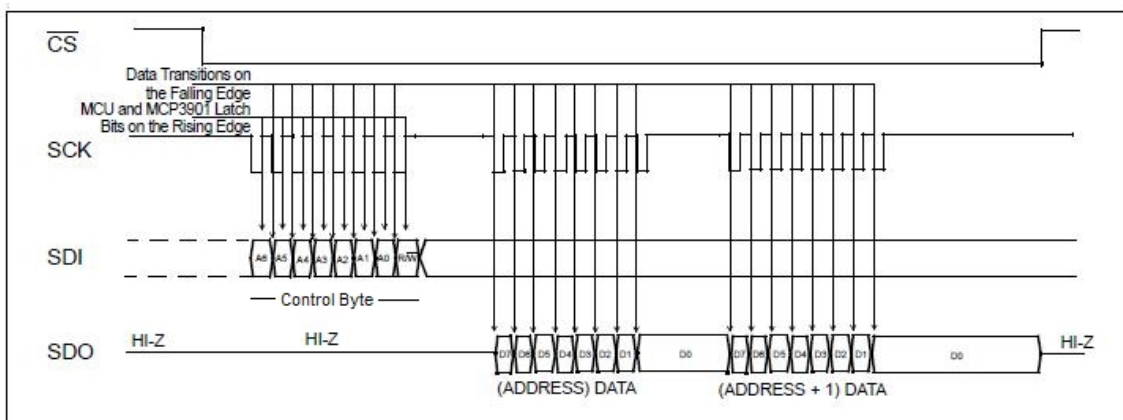 CS
Data Transitions on
the Falling Edge
MCU and MCP3901 Latch
Bits on the Rising Edge
SCK
SDI
A6 A5 A4 A3 A2 A1 A0 R/W
Control Byte
SDO
HI-Z HI-Z HI-Z
D7 D6 D5 D4 D3 D2 D1 D0 D7 D6 D5 D4 D3 D2 D1 D0
(ADDRESS) DATA (ADDRESS + 1) DATA